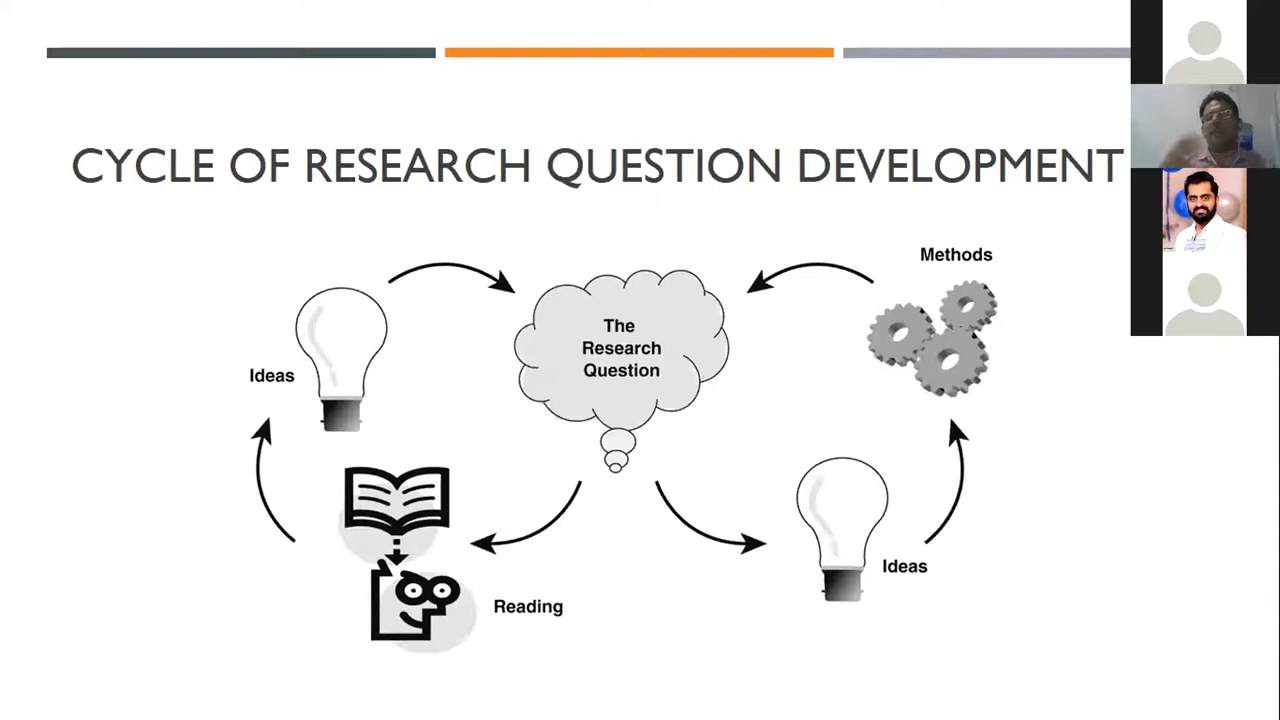 CYCLE OF RESEARCH QUESTION DEVELOPMENT
Methods
The
Research
Question
Ideas
Ideas
Reading